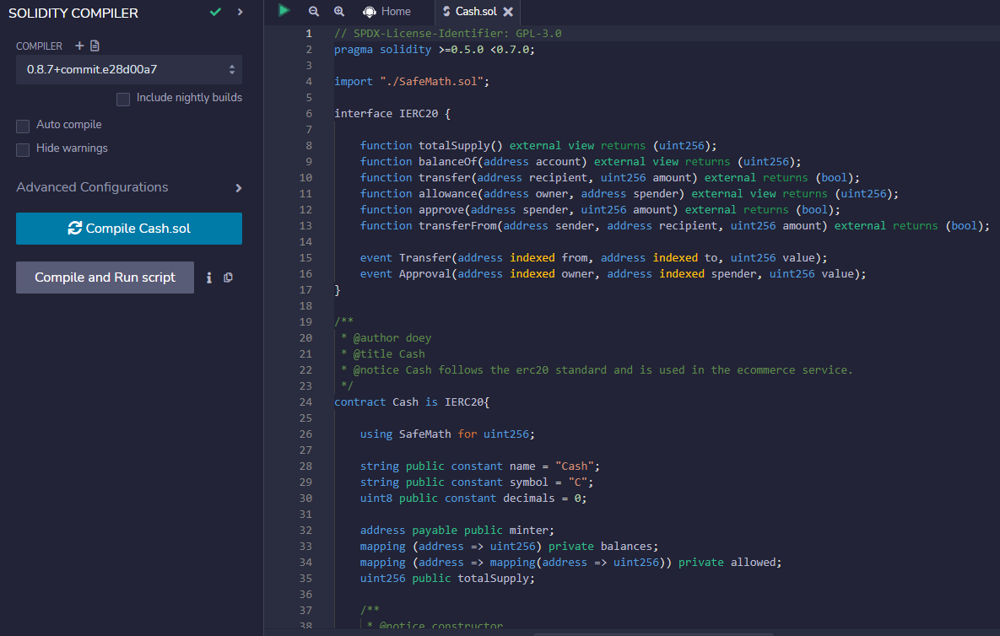 SOLIDITY COMPILER
COMPILER
0.8.7+commit.e28d00a7
Include nightly builds
Auto compile
Hide warnings
Advanced Configurations
Compile Cash.sol
Compile and Run script
Home
Cash.sol
1 // SPDX-License-Identifier: GPL-3.0
2 pragma solidity >=0.5.0 <0.7.0;
3
4 import "./SafeMath.sol";
5
6 interface IERC20 {
7
8 function totalSupply() external view returns (uint256);
9 function balanceOf(address account) external view returns (uint256);
10 function transfer(address recipient, uint256 amount) external returns (bool);
11 function allowance(address owner, address spender) external view returns (uint256);
12 function approve(address spender, uint256 amount) external returns (bool);
13 function transferFrom(address sender, address recipient, uint256 amount) external returns (bool);
14
15 event Transfer(address indexed from, address indexed to, uint256 value);
16 event Approval(address indexed owner, address indexed spender, uint256 value);
17 }
18
19 /**
20 * @author doey
21 * @title Cash
22 * @notice Cash follows the erc20 standard and is used in the ecommerce service.
23 */
24 contract Cash is IERC20{
25
26 using SafeMath for uint256;
27
28 string public constant name = "Cash";
29 string public constant symbol = "C";
30 uint8 public constant decimals = 0;
31
32 address payable public minter;
33 mapping (address => uint256) private balances;
34 mapping (address => mapping(address => uint256)) private allowed;
35 uint256 public totalSupply;
36
37 /**
38 * @notice constructor